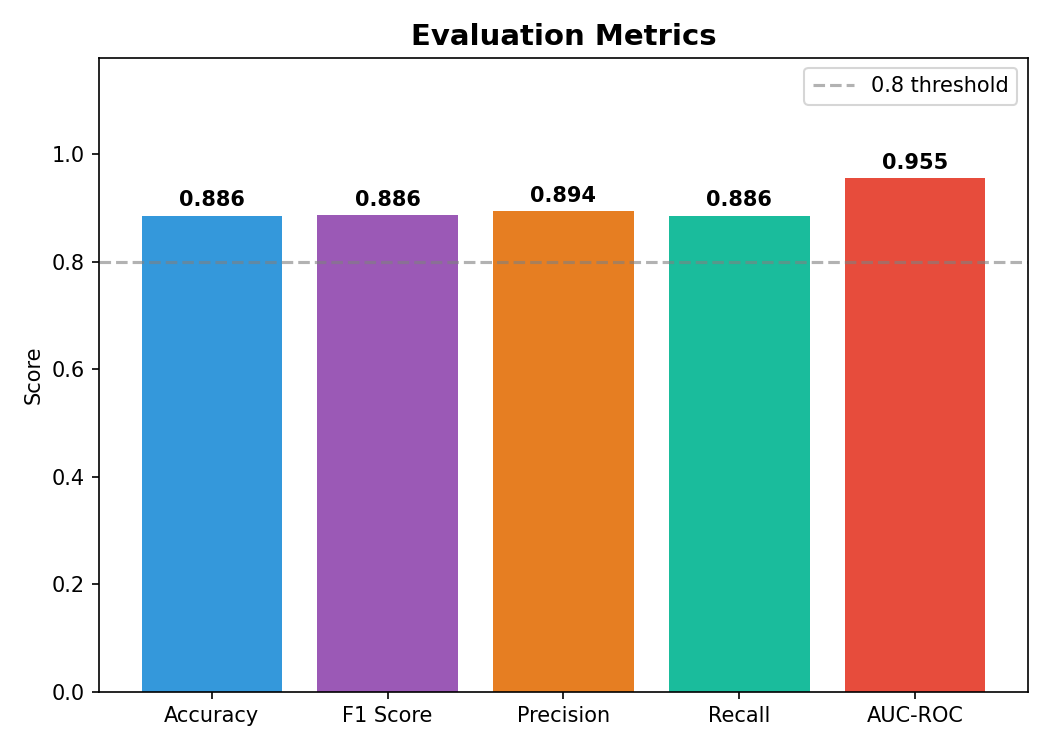 Evaluation Metrics
0.8 threshold
1.0
0.8
0.6
0.4
0.2
0.0
Score
0.886
0.886
0.894
0.886
0.955
Accuracy
F1 Score
Precision
Recall
AUC-ROC